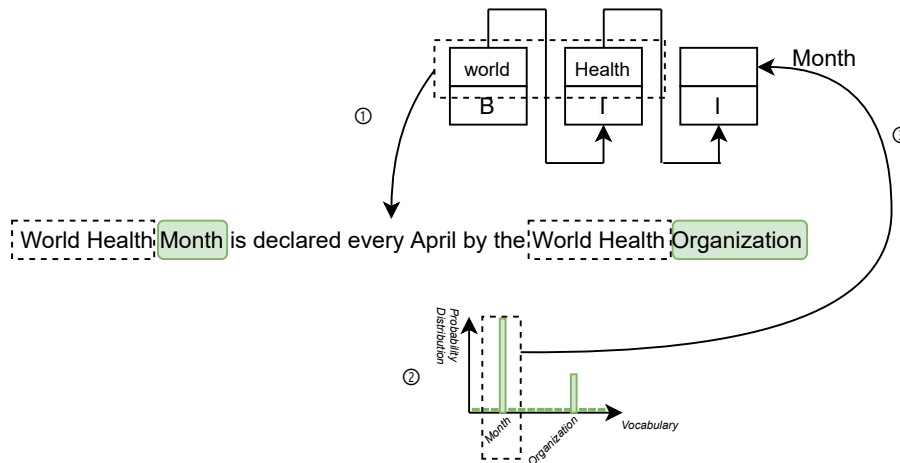 world Health Month
B I I
①
③
World Health Month is declared every April by the World Health Organization
Probability
Distribution
②
Month
Organization
Vocabulary